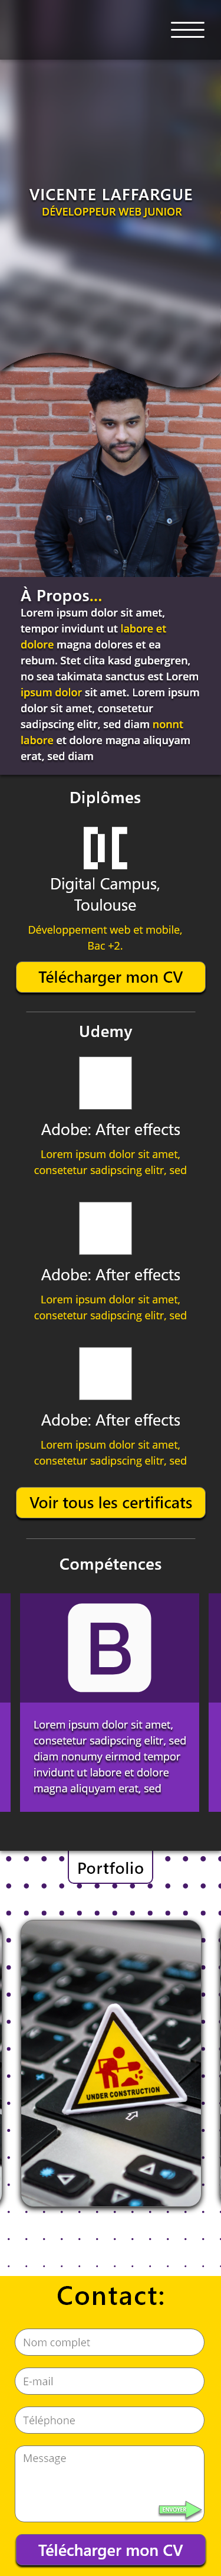 VICENTE LAFFARGUE
DÉVELOPPEUR WEB JUNIOR
À Propos...
Lorem ipsum dolor sit amet,
tempor invidunt ut labore et
dolore magna dolores et ea
rebum. Stet clita kasd gubergren,
no sea takimata sanctus est Lorem
ipsum dolor sit amet. Lorem ipsum
dolor sit amet, consetetur
sadipscing elitr, sed diam nonnt
labore et dolore magna aliquyam
erat, sed diam
Diplômes
DC
Digital Campus,
Toulouse
Développement web et mobile,
Bac +2.
Télécharger mon CV
Udemy
Adobe: After effects
Lorem ipsum dolor sit amet,
consetetur sadipscing elitr, sed
Adobe: After effects
Lorem ipsum dolor sit amet,
consetetur sadipscing elitr, sed
Adobe: After effects
Lorem ipsum dolor sit amet,
consetetur sadipscing elitr, sed
Voir tous les certificats
Compétences
B
Lorem ipsum dolor sit amet,
consetetur sadipscing elitr, sed
diam nonumy eirmod tempor
invidunt ut labore et dolore
magna aliquyam erat, sed
Portfolio
UNDER CONSTRUCTION
Contact:
Nom complet
E-mail
Téléphone
Message
ENVOYER
Télécharger mon CV